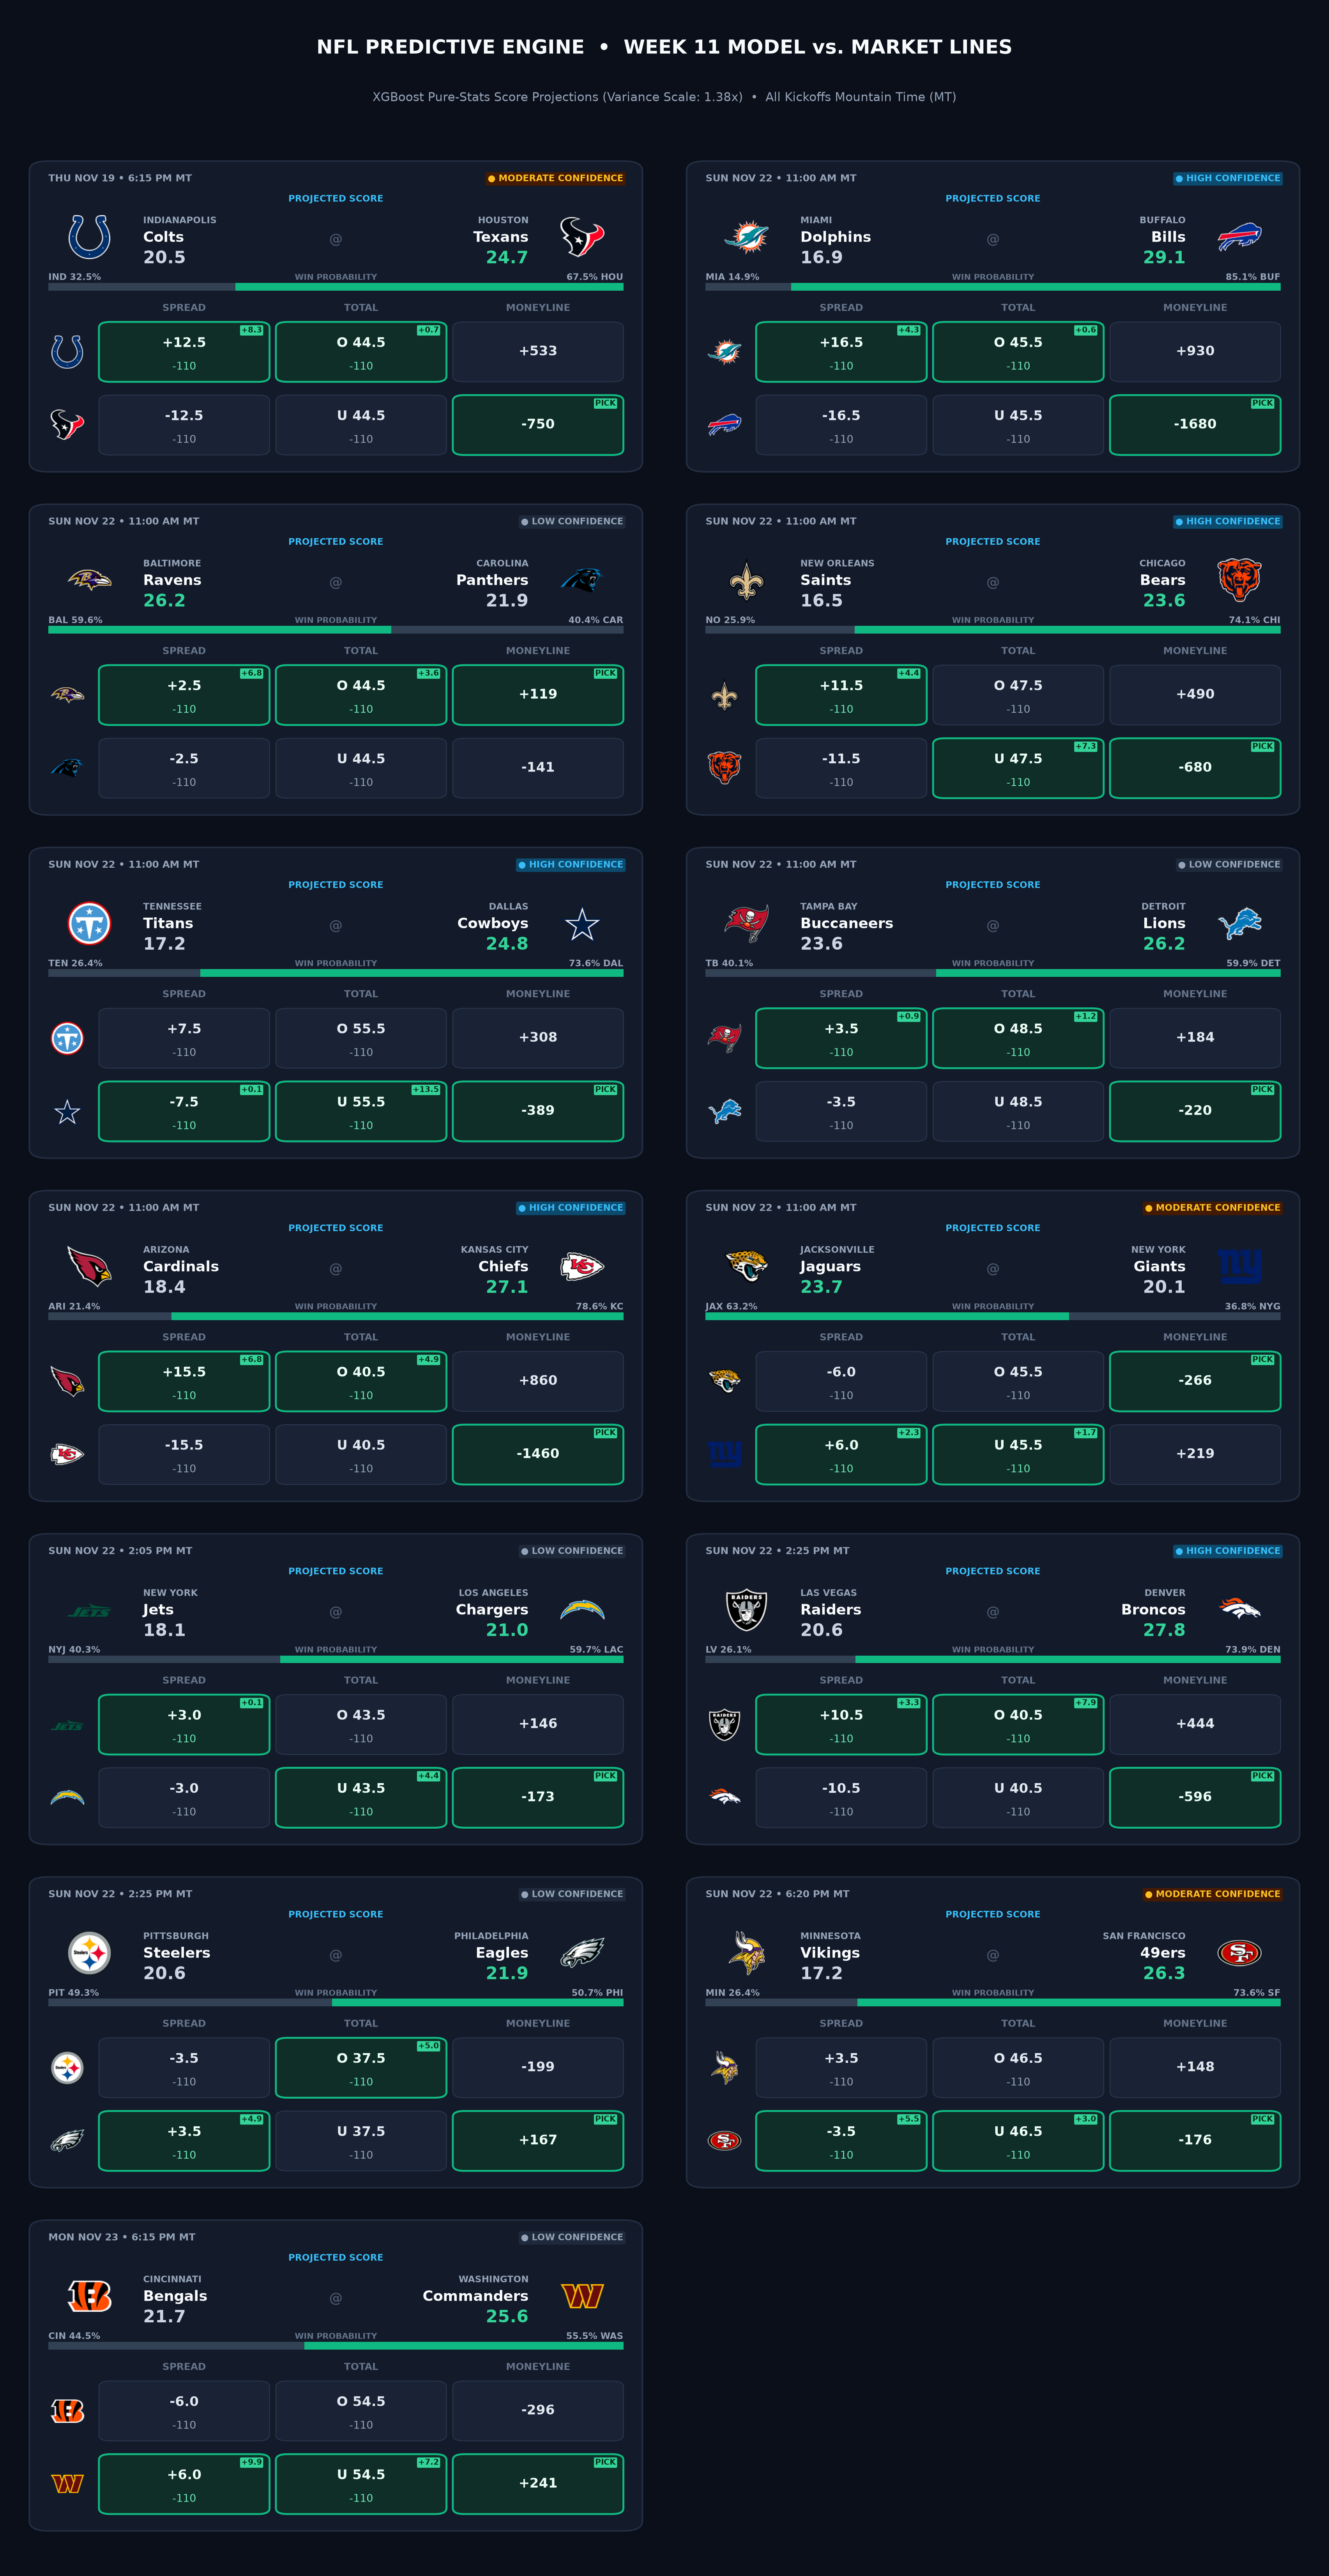 NFL PREDICTIVE ENGINE • WEEK 11 MODEL vs. MARKET LINES
XGBoost Pure-Stats Score Projections (Variance Scale: 1.38x) • All Kickoffs Mountain Time (MT)
THU NOV 19 • 6:15 PM MT ● MODERATE CONFIDENCE
PROJECTED SCORE
INDIANAPOLIS HOUSTON
Colts @ Texans
20.5 24.7
IND 32.5% WIN PROBABILITY 67.5% HOU
SPREAD TOTAL MONEYLINE
+8.3 +0.7
+12.5 O 44.5 +533
-110 -110
PICK
-12.5 U 44.5 -750
-110 -110
SUN NOV 22 • 11:00 AM MT ● HIGH CONFIDENCE
PROJECTED SCORE
MIAMI BUFFALO
Dolphins @ Bills
16.9 29.1
MIA 14.9% WIN PROBABILITY 85.1% BUF
SPREAD TOTAL MONEYLINE
+4.3 +0.6
+16.5 O 45.5 +930
-110 -110
PICK
-16.5 U 45.5 -1680
-110 -110
SUN NOV 22 • 11:00 AM MT ● LOW CONFIDENCE
PROJECTED SCORE
BALTIMORE CAROLINA
Ravens @ Panthers
26.2 21.9
BAL 59.6% WIN PROBABILITY 40.4% CAR
SPREAD TOTAL MONEYLINE
+6.8 +3.6 PICK
+2.5 O 44.5 +119
-110 -110
-2.5 U 44.5 -141
-110 -110
SUN NOV 22 • 11:00 AM MT ● HIGH CONFIDENCE
PROJECTED SCORE
NEW ORLEANS CHICAGO
Saints @ Bears
16.5 23.6
NO 25.9% WIN PROBABILITY 74.1% CHI
SPREAD TOTAL MONEYLINE
+4.4
+11.5 O 47.5 +490
-110 -110
+7.3 PICK
-11.5 U 47.5 -680
-110 -110
SUN NOV 22 • 11:00 AM MT ● HIGH CONFIDENCE
PROJECTED SCORE
TENNESSEE DALLAS
Titans @ Cowboys
17.2 24.8
TEN 26.4% WIN PROBABILITY 73.6% DAL
SPREAD TOTAL MONEYLINE
+7.5 O 55.5 +308
-110 -110
+0.1 +13.5 PICK
-7.5 U 55.5 -389
-110 -110
SUN NOV 22 • 11:00 AM MT ● LOW CONFIDENCE
PROJECTED SCORE
TAMPA BAY DETROIT
Buccaneers @ Lions
23.6 26.2
TB 40.1% WIN PROBABILITY 59.9% DET
SPREAD TOTAL MONEYLINE
+0.9 +1.2
+3.5 O 48.5 +184
-110 -110
PICK
-3.5 U 48.5 -220
-110 -110
SUN NOV 22 • 11:00 AM MT ● HIGH CONFIDENCE
PROJECTED SCORE
ARIZONA KANSAS CITY
Cardinals @ Chiefs
18.4 27.1
ARI 21.4% WIN PROBABILITY 78.6% KC
SPREAD TOTAL MONEYLINE
+6.8 +4.9
+15.5 O 40.5 +860
-110 -110
PICK
-15.5 U 40.5 -1460
-110 -110
SUN NOV 22 • 11:00 AM MT ● MODERATE CONFIDENCE
PROJECTED SCORE
JACKSONVILLE NEW YORK
Jaguars @ Giants
23.7 20.1
JAX 63.2% WIN PROBABILITY 36.8% NYG
SPREAD TOTAL MONEYLINE
PICK
-6.0 O 45.5 -266
-110 -110
+2.3 +1.7
+6.0 U 45.5 +219
-110 -110
SUN NOV 22 • 2:05 PM MT ● LOW CONFIDENCE
PROJECTED SCORE
NEW YORK LOS ANGELES
Jets @ Chargers
18.1 21.0
NYJ 40.3% WIN PROBABILITY 59.7% LAC
SPREAD TOTAL MONEYLINE
+0.1
+3.0 O 43.5 +146
-110 -110
+4.4 PICK
-3.0 U 43.5 -173
-110 -110
SUN NOV 22 • 2:25 PM MT ● HIGH CONFIDENCE
PROJECTED SCORE
LAS VEGAS DENVER
Raiders @ Broncos
20.6 27.8
LV 26.1% WIN PROBABILITY 73.9% DEN
SPREAD TOTAL MONEYLINE
+3.3 +7.9
+10.5 O 40.5 +444
-110 -110
PICK
-10.5 U 40.5 -596
-110 -110
SUN NOV 22 • 2:25 PM MT ● LOW CONFIDENCE
PROJECTED SCORE
PITTSBURGH PHILADELPHIA
Steelers @ Eagles
20.6 21.9
PIT 49.3% WIN PROBABILITY 50.7% PHI
SPREAD TOTAL MONEYLINE
+5.0
-3.5 O 37.5 -199
-110 -110
+4.9 PICK
+3.5 U 37.5 +167
-110 -110
SUN NOV 22 • 6:20 PM MT ● MODERATE CONFIDENCE
PROJECTED SCORE
MINNESOTA SAN FRANCISCO
Vikings @ 49ers
17.2 26.3
MIN 26.4% WIN PROBABILITY 73.6% SF
SPREAD TOTAL MONEYLINE
+3.5 O 46.5 +148
-110 -110
+5.5 +3.0 PICK
-3.5 U 46.5 -176
-110 -110
MON NOV 23 • 6:15 PM MT ● LOW CONFIDENCE
PROJECTED SCORE
CINCINNATI WASHINGTON
Bengals @ Commanders
21.7 25.6
CIN 44.5% WIN PROBABILITY 55.5% WAS
SPREAD TOTAL MONEYLINE
-6.0 O 54.5 -296
-110 -110
+9.9 +7.2 PICK
+6.0 U 54.5 +241
-110 -110